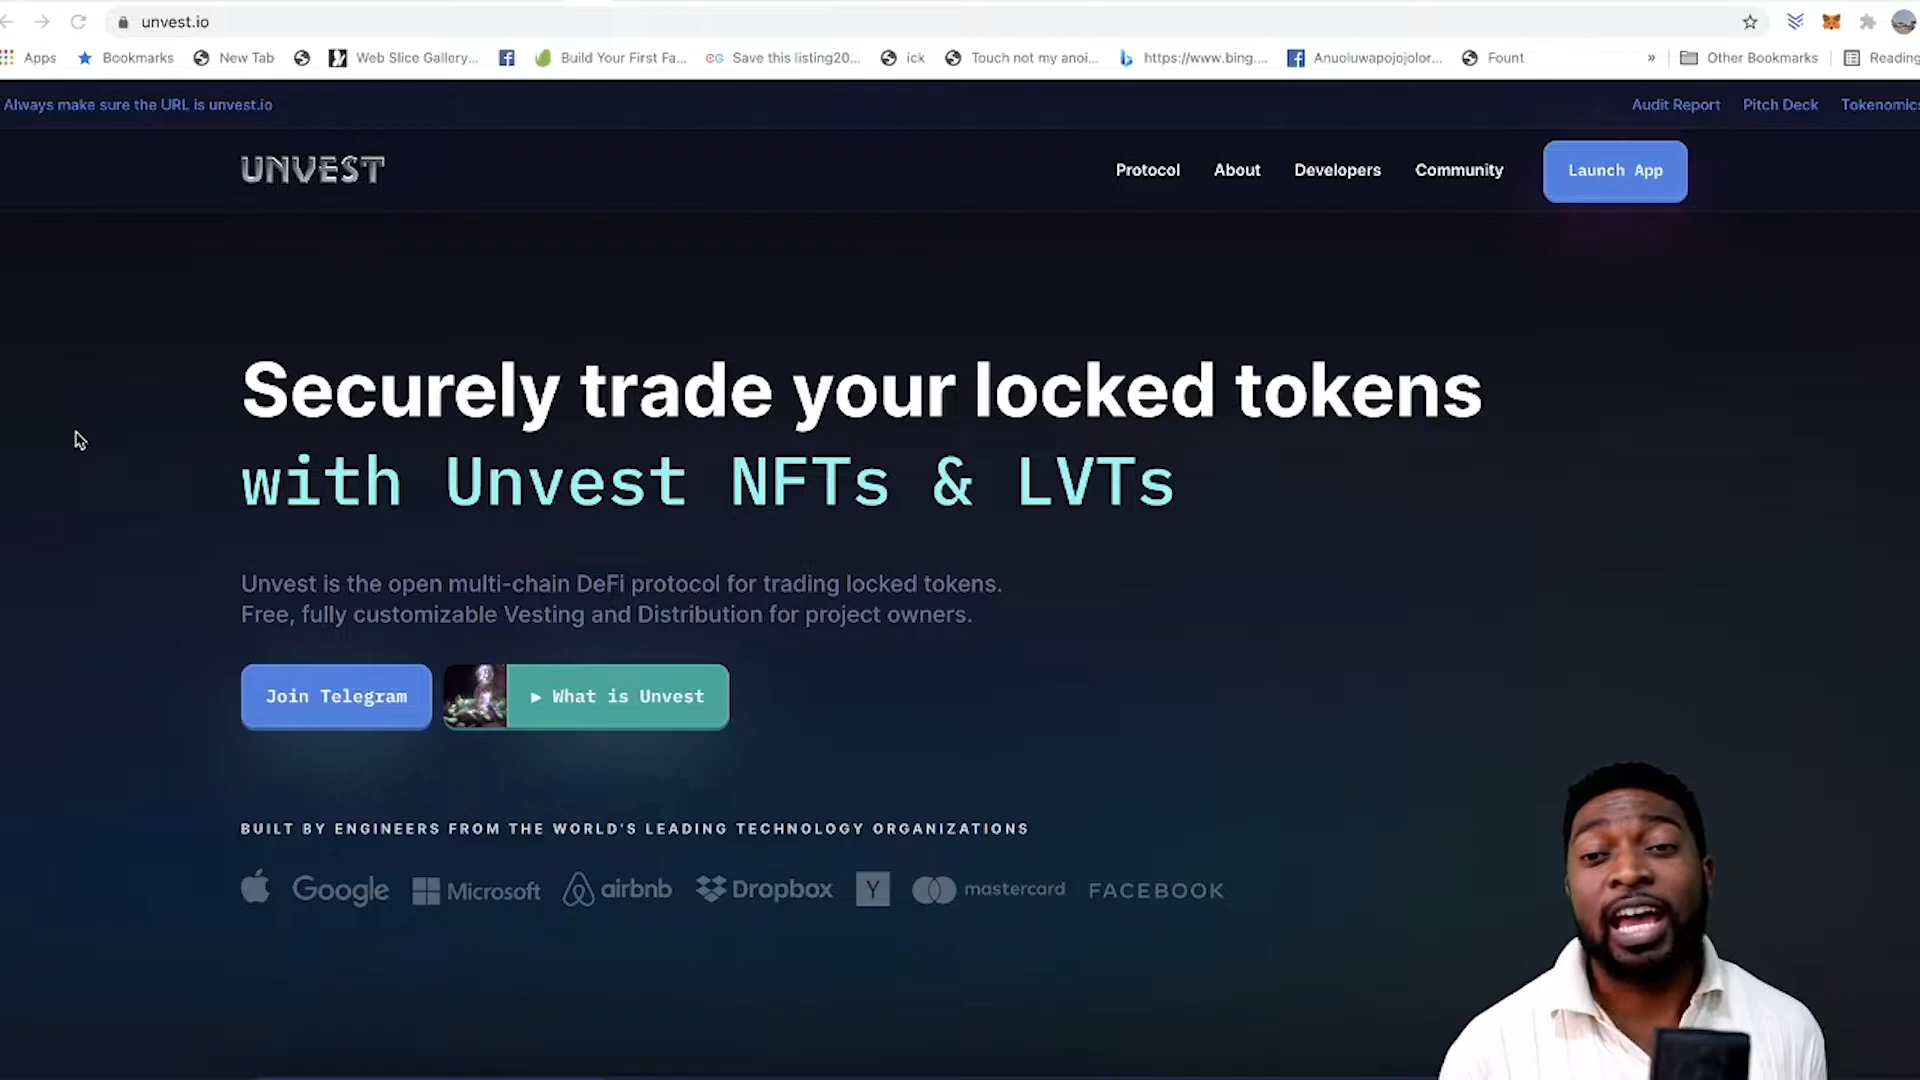 unvest.io
Apps Bookmarks New Tab Web Slice Gallery... Build Your First Fa... Save this listing20... ick Touch not my anoi... https://www.bing.... Anuoluwapojojolor... Fount » Other Bookmarks Reading
Always make sure the URL is unvest.io
Audit Report Pitch Deck Tokenomics
UNVEST
Protocol About Developers Community Launch App
Securely trade your locked tokens
with Unvest NFTs & LVTs
Unvest is the open multi-chain DeFi protocol for trading locked tokens.
Free, fully customizable Vesting and Distribution for project owners.
Join Telegram ▶ What is Unvest
BUILT BY ENGINEERS FROM THE WORLD'S LEADING TECHNOLOGY ORGANIZATIONS
Google Microsoft airbnb Dropbox Y mastercard FACEBOOK